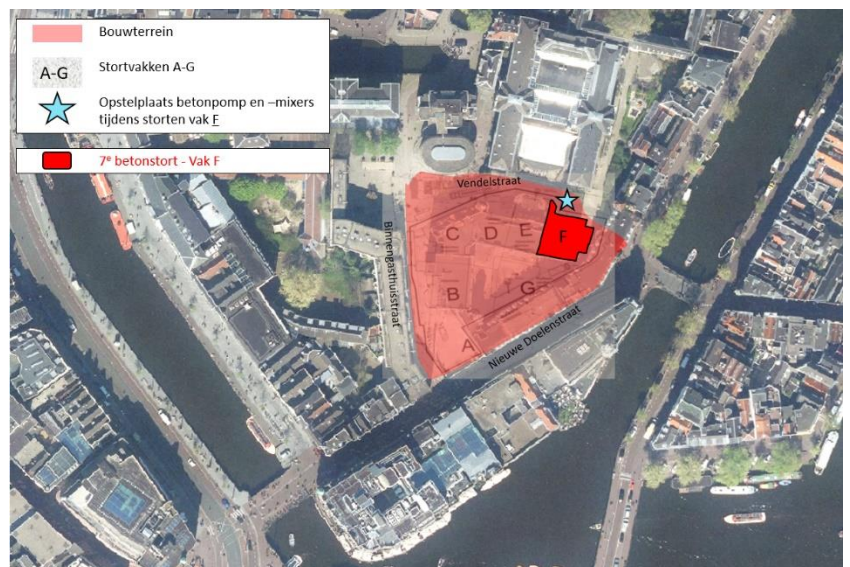 Bouwterrein
A-G
Stortvakken A-G
Opstelplaats betonpomp en –mixers
tijdens storten vak F
7e betonstort - Vak F
Vendelstraat
Binnengasthuisstraat
C
D
E
F
B
G
A
Nieuwe Doelenstraat